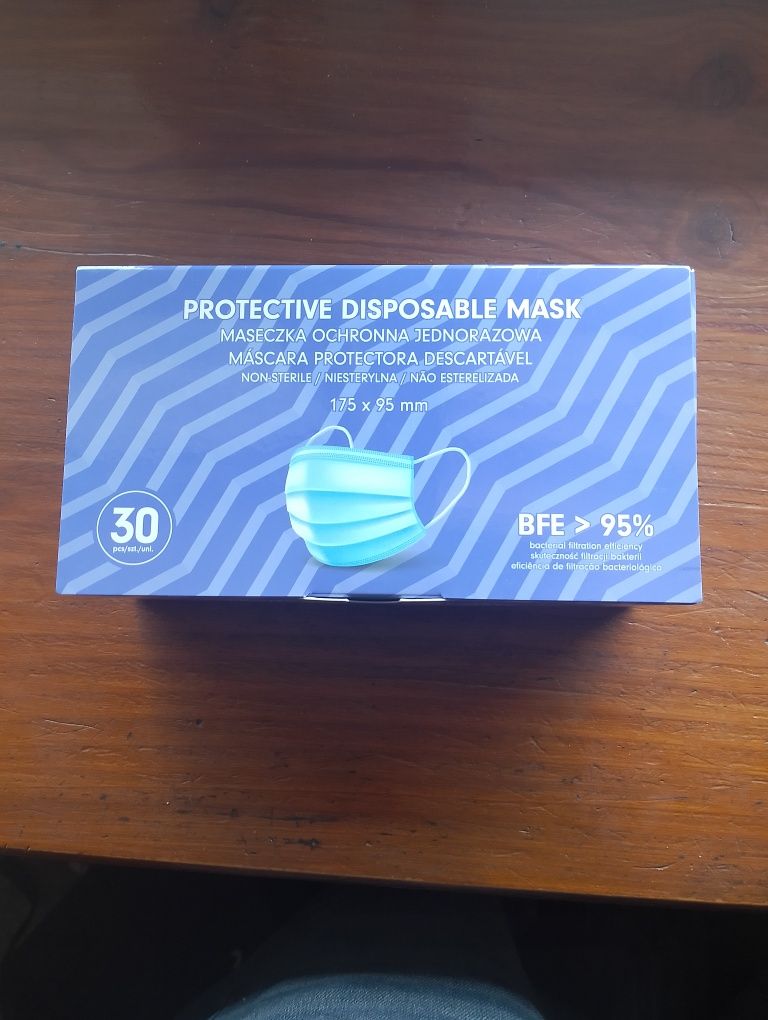 PROTECTIVE DISPOSABLE MASK
MASECZKA OCHRONNA JEDNORAZOWA
MÁSCARA PROTECTORA DESCARTÁVEL
NON-STERILE / NIESTERYLNA / NÃO ESTERELIZADA
175 x 95 mm
30
pcs/szt./uni.
BFE > 95%
bacterial filtration efficiency
skuteczność filtracji bakterii
eficiência de filtração bacteriológica